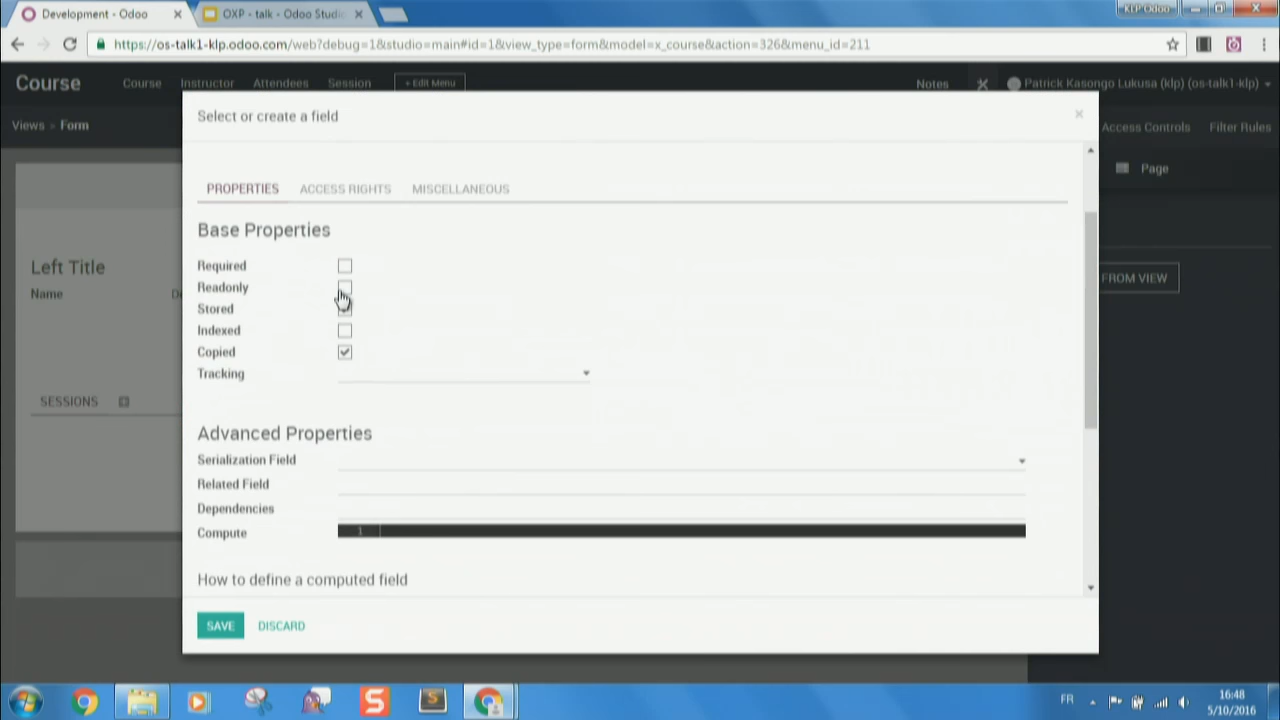 Development - Odoo
OXP - talk - Odoo Studio
KLP Odoo
https://os-talk1-klp.odoo.com/web?debug=1&studio=main#id=1&view_type=form&model=x_course&action=326&menu_id=211
Course
Course Instructor Attendees Session + Edit Menu
Notes
Patrick Kasongo Lukusa (klp) (os-talk1-klp)
Views Form
Access Controls Filter Rules
Page
Left Title
Name
SESSIONS
FROM VIEW
Select or create a field
PROPERTIES ACCESS RIGHTS MISCELLANEOUS
Base Properties
Required
Readonly
Stored
Indexed
Copied
Tracking
Advanced Properties
Serialization Field
Related Field
Dependencies
Compute
1
How to define a computed field
SAVE DISCARD
FR
16:48
5/10/2016